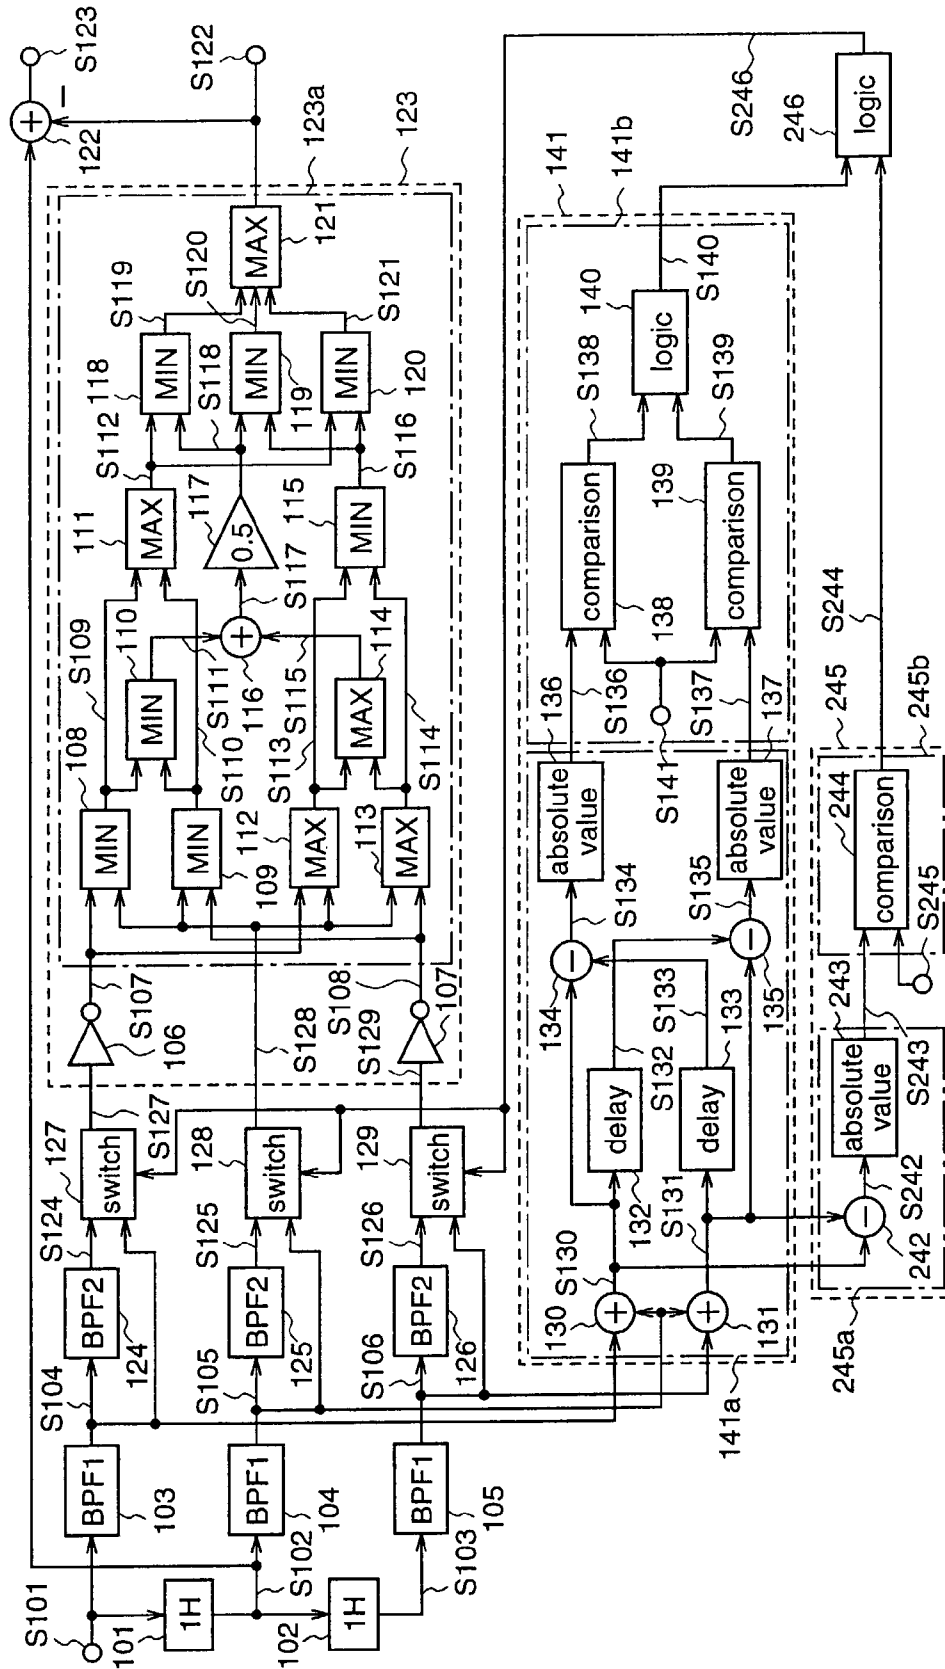 S101
101
1H
S102
102
1H
S103
BPF1
103
BPF1
104
BPF1
105
S104
S105
S106
BPF2
124
BPF2
125
BPF2
126
S124
S125
S126
127
switch
S127
128
switch
S128
129
switch
S129
106
S107
107
S108
108
MIN
S109
MIN
109
S110
110
MIN
S111
112
MAX
S113
113
MAX
S114
114
MAX
S115
116
S117
111
MAX
S112
117
0.5
S118
115
MIN
S116
118
MIN
S119
MIN
119
S120
MIN
120
S121
MAX
121
123a
123
S122
+
−
122
S123
+
130
S130
+
131
S131
141a
delay
132
S132
delay
133
S133
134
−
S134
−
135
S135
absolute
value
136
S136
absolute
value
137
S137
S141
comparison
138
S138
139
comparison
S139
140
logic
S140
141
141b
−
242
S242
245a
243
absolute
value
S243
244
comparison
S245
245
245b
S244
246
logic
S246
+